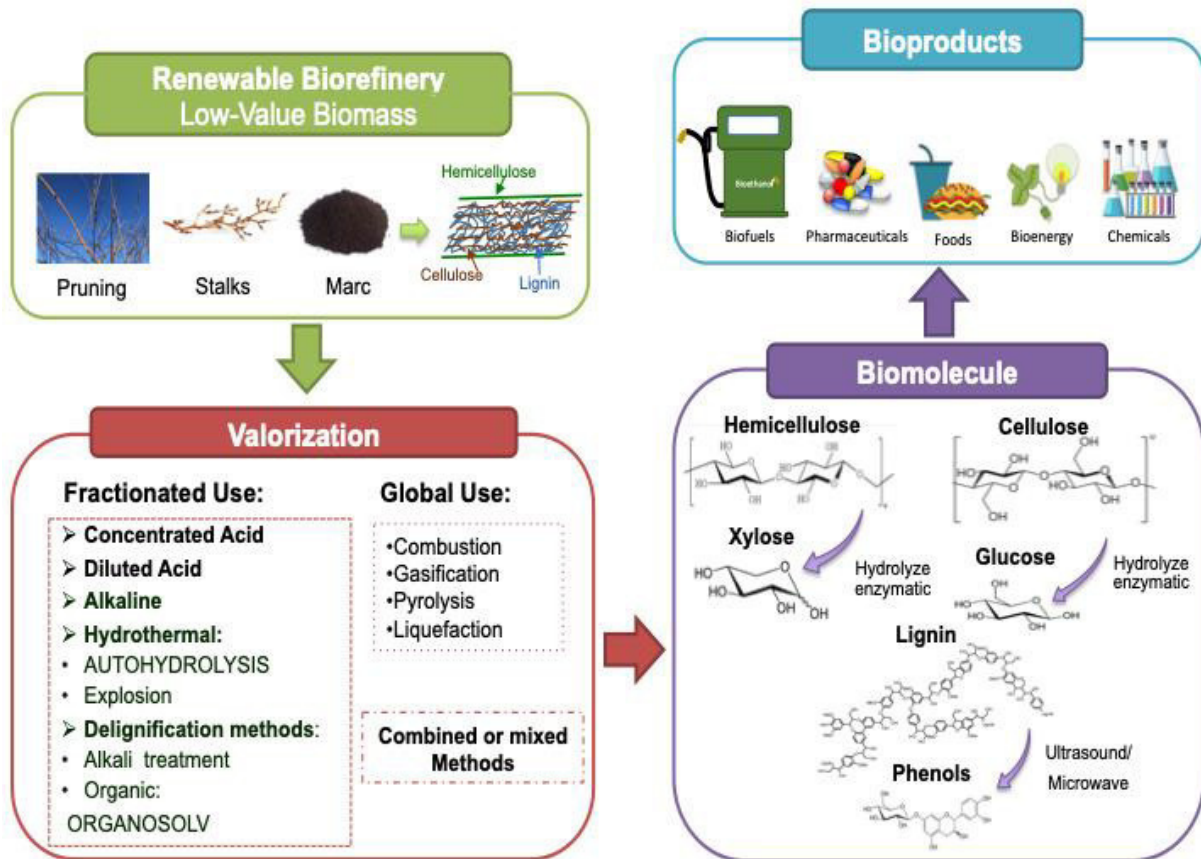 Renewable Biorefinery
Low-Value Biomass
Hemicellulose
Cellulose
Lignin
Pruning
Stalks
Marc
Valorization
Fractionated Use:
➢ Concentrated Acid
➢ Diluted Acid
➢ Alkaline
➢ Hydrothermal:
• AUTOHYDROLYSIS
• Explosion
➢ Delignification methods:
• Alkali treatment
• Organic:
ORGANOSOLV
Global Use:
•Combustion
•Gasification
•Pyrolysis
•Liquefaction
Combined or mixed
Methods
Biomolecule
Hemicellulose
Cellulose
Xylose
Hydrolyze
enzymatic
Glucose
Hydrolyze
enzymatic
Lignin
Ultrasound/
Microwave
Phenols
Bioproducts
Bioethanol
Biofuels
Pharmaceuticals
Foods
Bioenergy
Chemicals